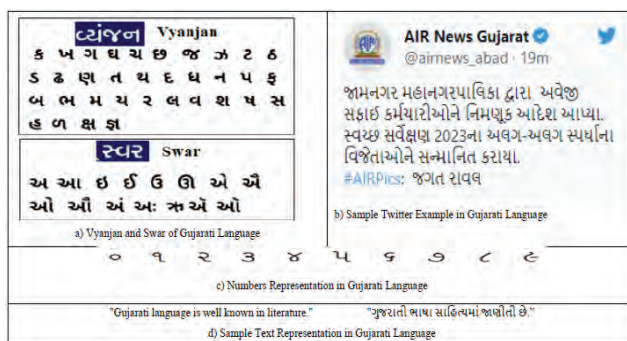 વ્યંજન Vyanjan
ક ખ ગ ઘ ચ છ જ ઝ ટ ઠ
ડ ઢ ણ ત થ દ ધ ન પ ફ
બ ભ મ ય ર લ વ શ ષ સ
હ ળ ક્ષ જ્ઞ
સ્વર Swar
અ આ ઇ ઈ ઉ ઊ એ ઐ
ઓ ઔ અં અઃ ઋ ઍ ઓ
a) Vyanjan and Swar of Gujarati Language
AIR News Gujarat
@airnews_abad · 19m
જામનગર મહાનગરપાલિકા દ્વારા અવેજી
સફાઈ કર્મચારીઓને નિમણૂક આદેશ આપ્યા.
સ્વચ્છ સર્વેક્ષણ 2023ના અલગ-અલગ સ્પર્ધાના
વિજેતાઓને સન્માનિત કરાયા.
#AIRPics: જગત રાવલ
b) Sample Twitter Example in Gujarati Language
૦ ૧ ૨ ૩ ૪ ૫ ૬ ૭ ૮ ૯
c) Numbers Representation in Gujarati Language
"Gujarati language is well known in literature." "ગુજરાતી ભાષા સાહિત્યમાં જાણીતી છે."
d) Sample Text Representation in Gujarati Language